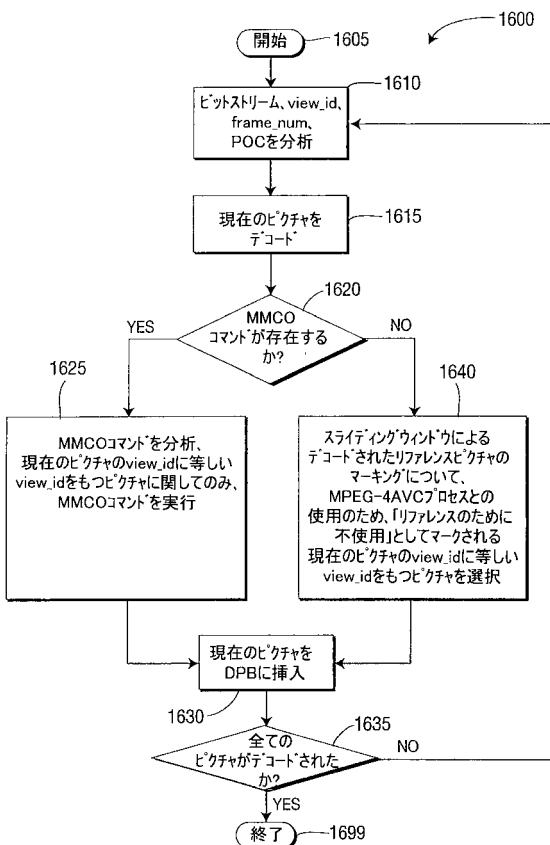 1600
開始
1605
1610
ビットストリーム、view_id、
frame_num、
POCを分析
現在のピクチャを
デコード
1615
1620
MMCO
コマンドが存在する
か?
YES
NO
1625
MMCOコマンドを分析、
現在のピクチャのview_idに等しい
view_idをもつピクチャに関してのみ、
MMCOコマンドを実行
1640
スライディングウィンドウによる
デコードされたリファレンスピクチャの
マーキングについて、
MPEG-4AVCプロセスとの
使用のため、「リファレンスのために
不使用」としてマークされる
現在のピクチャのview_idに等しい
view_idをもつピクチャを選択
現在のピクチャを
DPBに挿入
1630
1635
全ての
ピクチャがデコードされた
か?
NO
YES
終了
1699